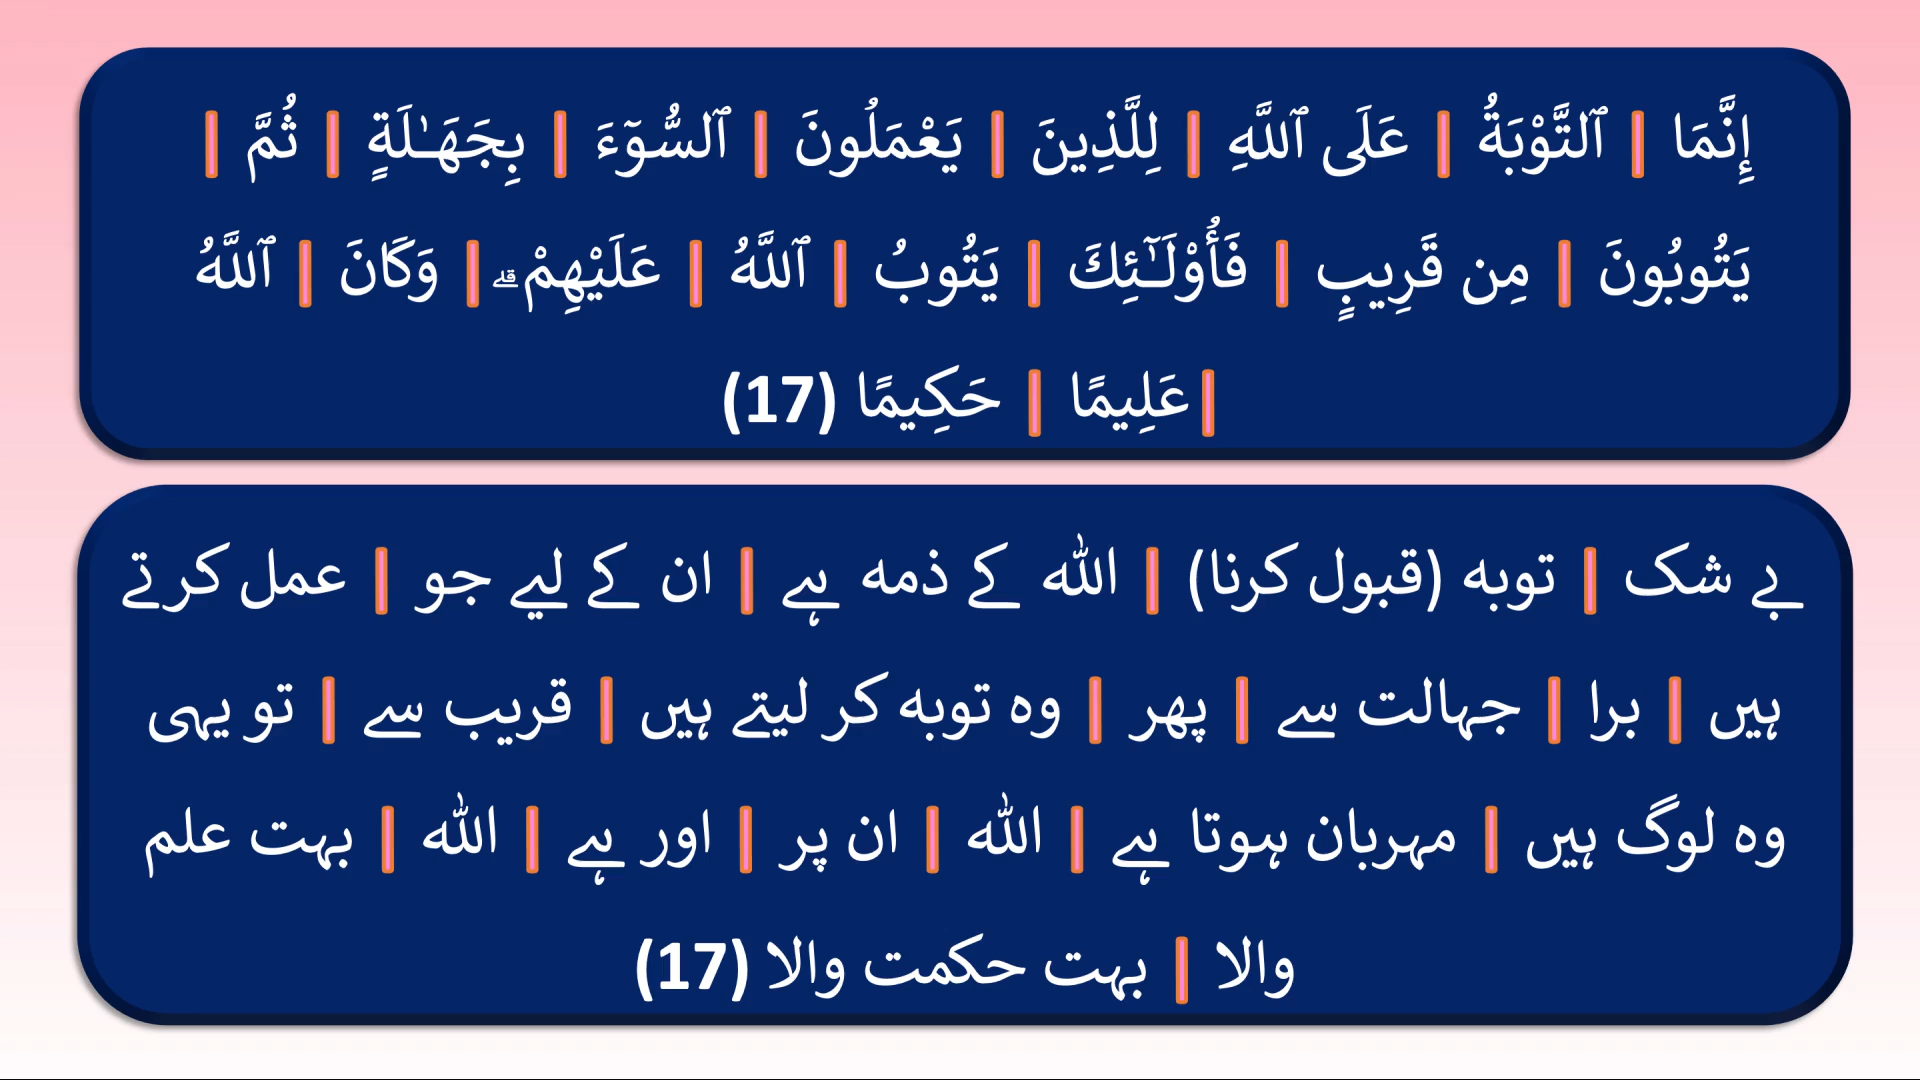 إِنَّمَا | ٱلتَّوْبَةُ | عَلَى ٱللَّهِ | لِلَّذِينَ | يَعْمَلُونَ | ٱلسُّوٓءَ | بِجَهَـٰلَةٍ | ثُمَّ |
يَتُوبُونَ | مِن قَرِيبٍ | فَأُو۟لَـٰٓئِكَ | يَتُوبُ | ٱللَّهُ | عَلَيْهِمْ ۗ | وَكَانَ | ٱللَّهُ
| عَلِيمًا | حَكِيمًا (17)
بے شک | توبہ (قبول کرنا) | اللہ کے ذمہ ہے | ان کے لیے جو | عمل کرتے
ہیں | برا | جہالت سے | پھر | وہ توبہ کر لیتے ہیں | قریب سے | تو یہی
وہ لوگ ہیں | مہربان ہوتا ہے | اللہ | ان پر | اور ہے | اللہ | بہت علم
والا | بہت حکمت والا (17)